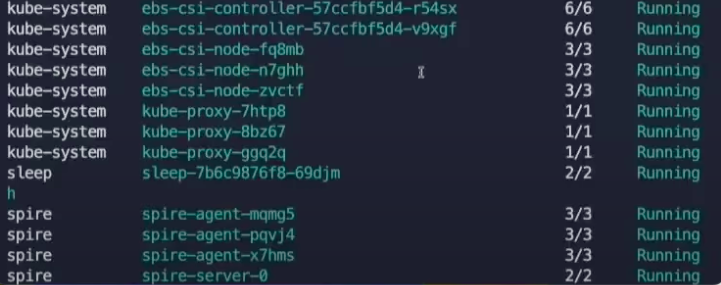 kube-system ebs-csi-controller-57ccfbf5d4-r54sx 6/6 Running
kube-system ebs-csi-controller-57ccfbf5d4-v9xgf 6/6 Running
kube-system ebs-csi-node-fq8mb 3/3 Running
kube-system ebs-csi-node-n7ghh 3/3 Running
kube-system ebs-csi-node-zvctf 3/3 Running
kube-system kube-proxy-7htp8 1/1 Running
kube-system kube-proxy-8bz67 1/1 Running
kube-system kube-proxy-ggq2q 1/1 Running
sleep sleep-7b6c9876f8-69djm 2/2 Running
h
spire spire-agent-mqmg5 3/3 Running
spire spire-agent-pqvj4 3/3 Running
spire spire-agent-x7hms 3/3 Running
spire spire-server-0 2/2 Running